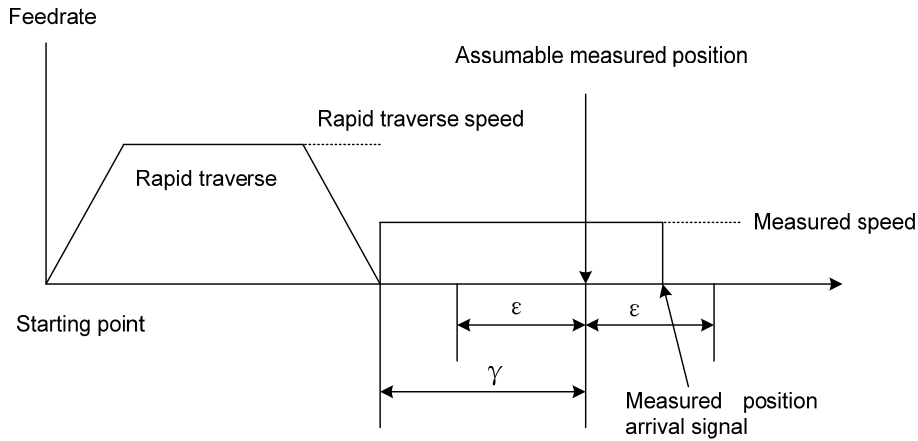 Feedrate
Assumable measured position
Rapid traverse speed
Rapid traverse
Measured speed
Starting point
ε
ε
γ
Measured position
arrival signal